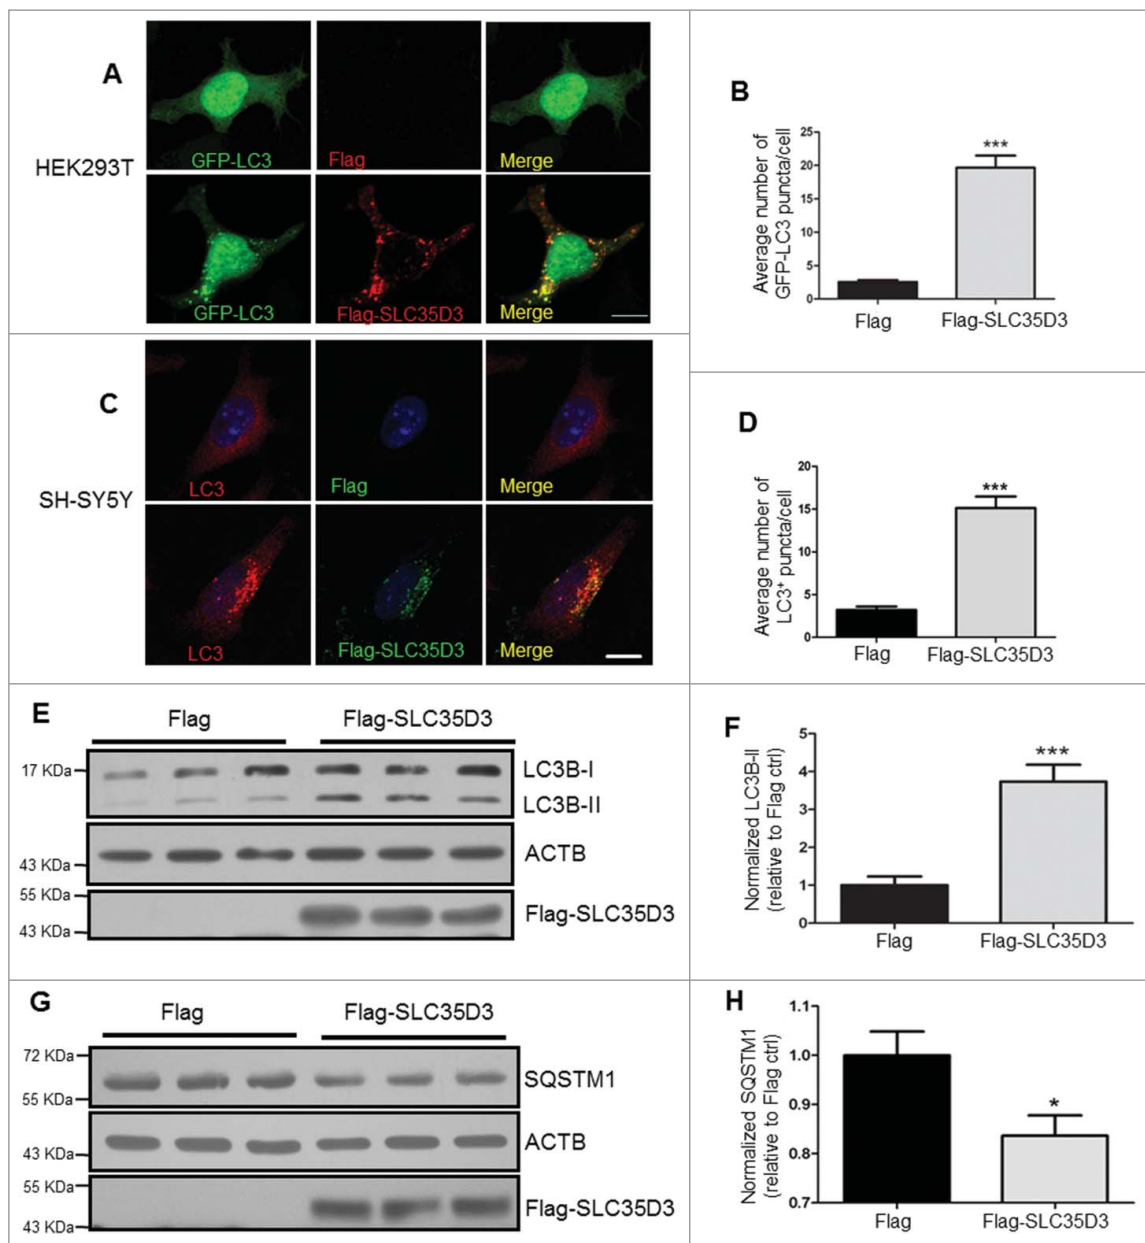 A
HEK293T
GFP-LC3
Flag
Merge
GFP-LC3
Flag-SLC35D3
Merge
B
Average number of
GFP-LC3 puncta/cell
25
20
15
10
5
0
***
Flag
Flag-SLC35D3
C
SH-SY5Y
LC3
Flag
Merge
LC3
Flag-SLC35D3
Merge
D
Average number of
LC3⁺ puncta/cell
20
15
10
5
0
***
Flag
Flag-SLC35D3
E
Flag
Flag-SLC35D3
17 KDa
LC3B-I
LC3B-II
ACTB
43 KDa
55 KDa
Flag-SLC35D3
43 KDa
F
Normalized LC3B-II
(relative to Flag ctrl)
5
4
3
2
1
0
***
Flag
Flag-SLC35D3
G
Flag
Flag-SLC35D3
72 KDa
SQSTM1
55 KDa
ACTB
43 KDa
55 KDa
Flag-SLC35D3
43 KDa
H
Normalized SQSTM1
(relative to Flag ctrl)
1.1
1.0
0.9
0.8
0.7
*
Flag
Flag-SLC35D3